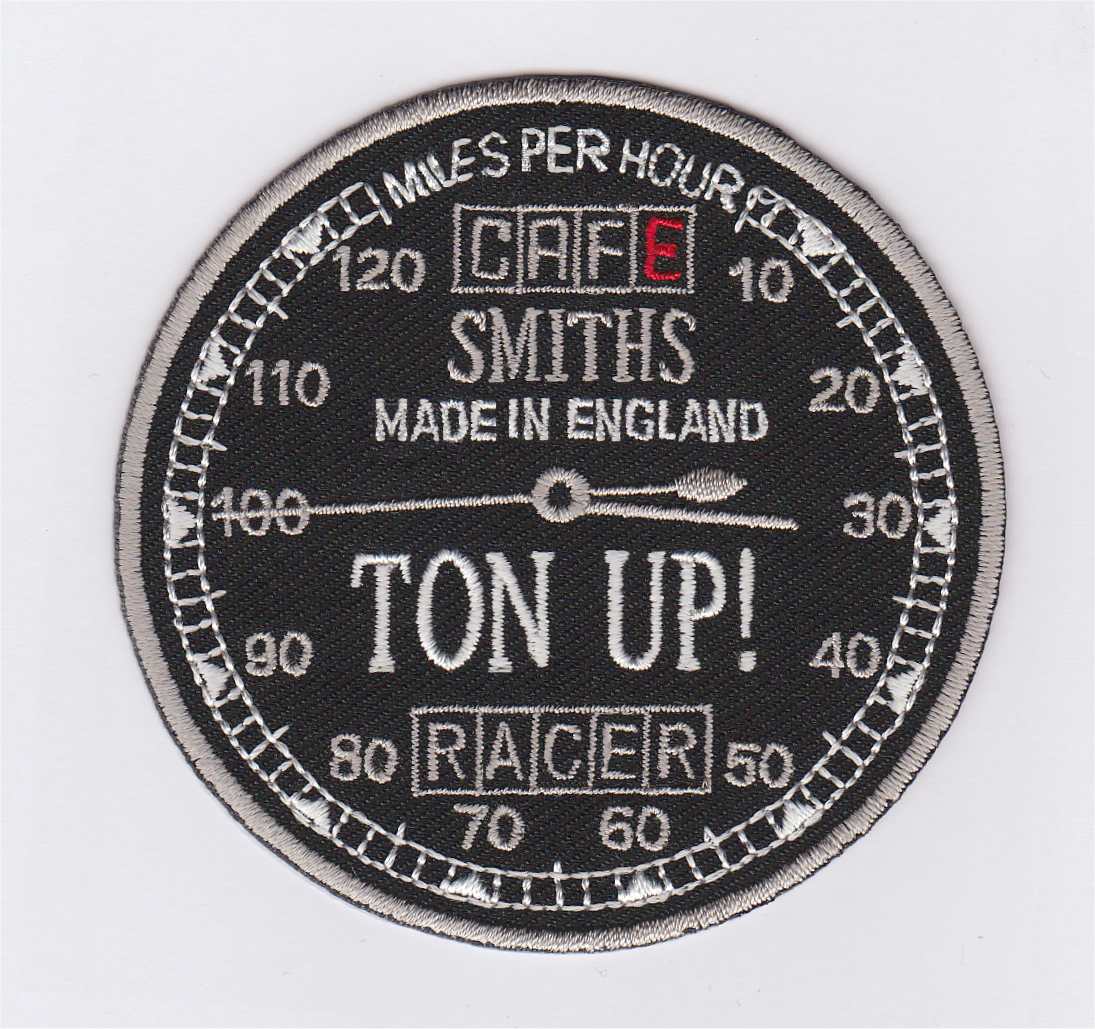 MILES PER HOUR
CAFE
120 10
SMITHS
110 20
MADE IN ENGLAND
100 30
TON UP!
90 40
RACER
80 50
70 60